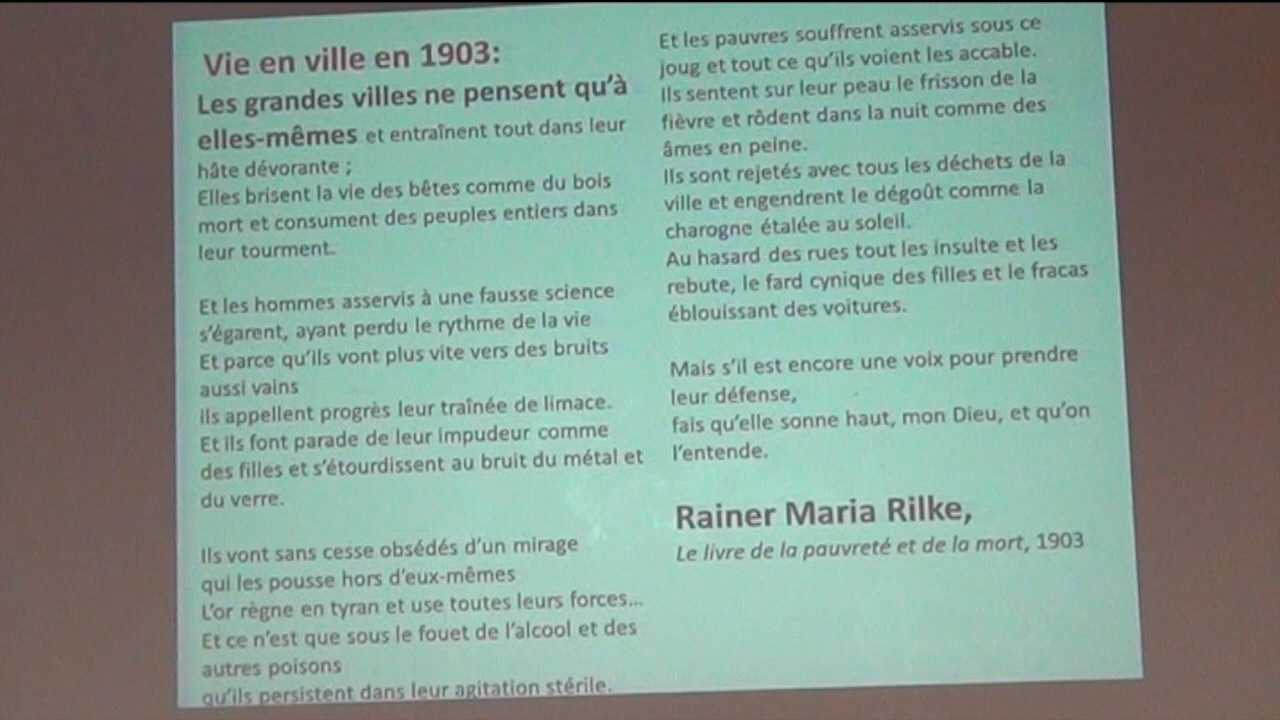 Vie en ville en 1903:
Les grandes villes ne pensent qu'à
elles-mêmes et entraînent tout dans leur
hâte dévorante ;
Elles brisent la vie des bêtes comme du bois
mort et consument des peuples entiers dans
leur tourment.
Et les hommes asservis à une fausse science
s'égarent, ayant perdu le rythme de la vie
Et parce qu'ils vont plus vite vers des bruits
aussi vains
ils appellent progrès leur traînée de limace.
Et ils font parade de leur impudeur comme
des filles et s'étourdissent au bruit du métal et
du verre.
Ils vont sans cesse obsédés d'un mirage
qui les pousse hors d'eux-mêmes
L'or règne en tyran et use toutes leurs forces...
Et ce n'est que sous le fouet de l'alcool et des
autres poisons
qu'ils persistent dans leur agitation stérile.
Et les pauvres souffrent asservis sous ce
joug et tout ce qu'ils voient les accable.
Ils sentent sur leur peau le frisson de la
fièvre et rôdent dans la nuit comme des
âmes en peine.
Ils sont rejetés avec tous les déchets de la
ville et engendrent le dégoût comme la
charogne étalée au soleil.
Au hasard des rues tout les insulte et les
rebute, le fard cynique des filles et le fracas
éblouissant des voitures.
Mais s'il est encore une voix pour prendre
leur défense,
fais qu'elle sonne haut, mon Dieu, et qu'on
l'entende.
Rainer Maria Rilke,
Le livre de la pauvreté et de la mort, 1903